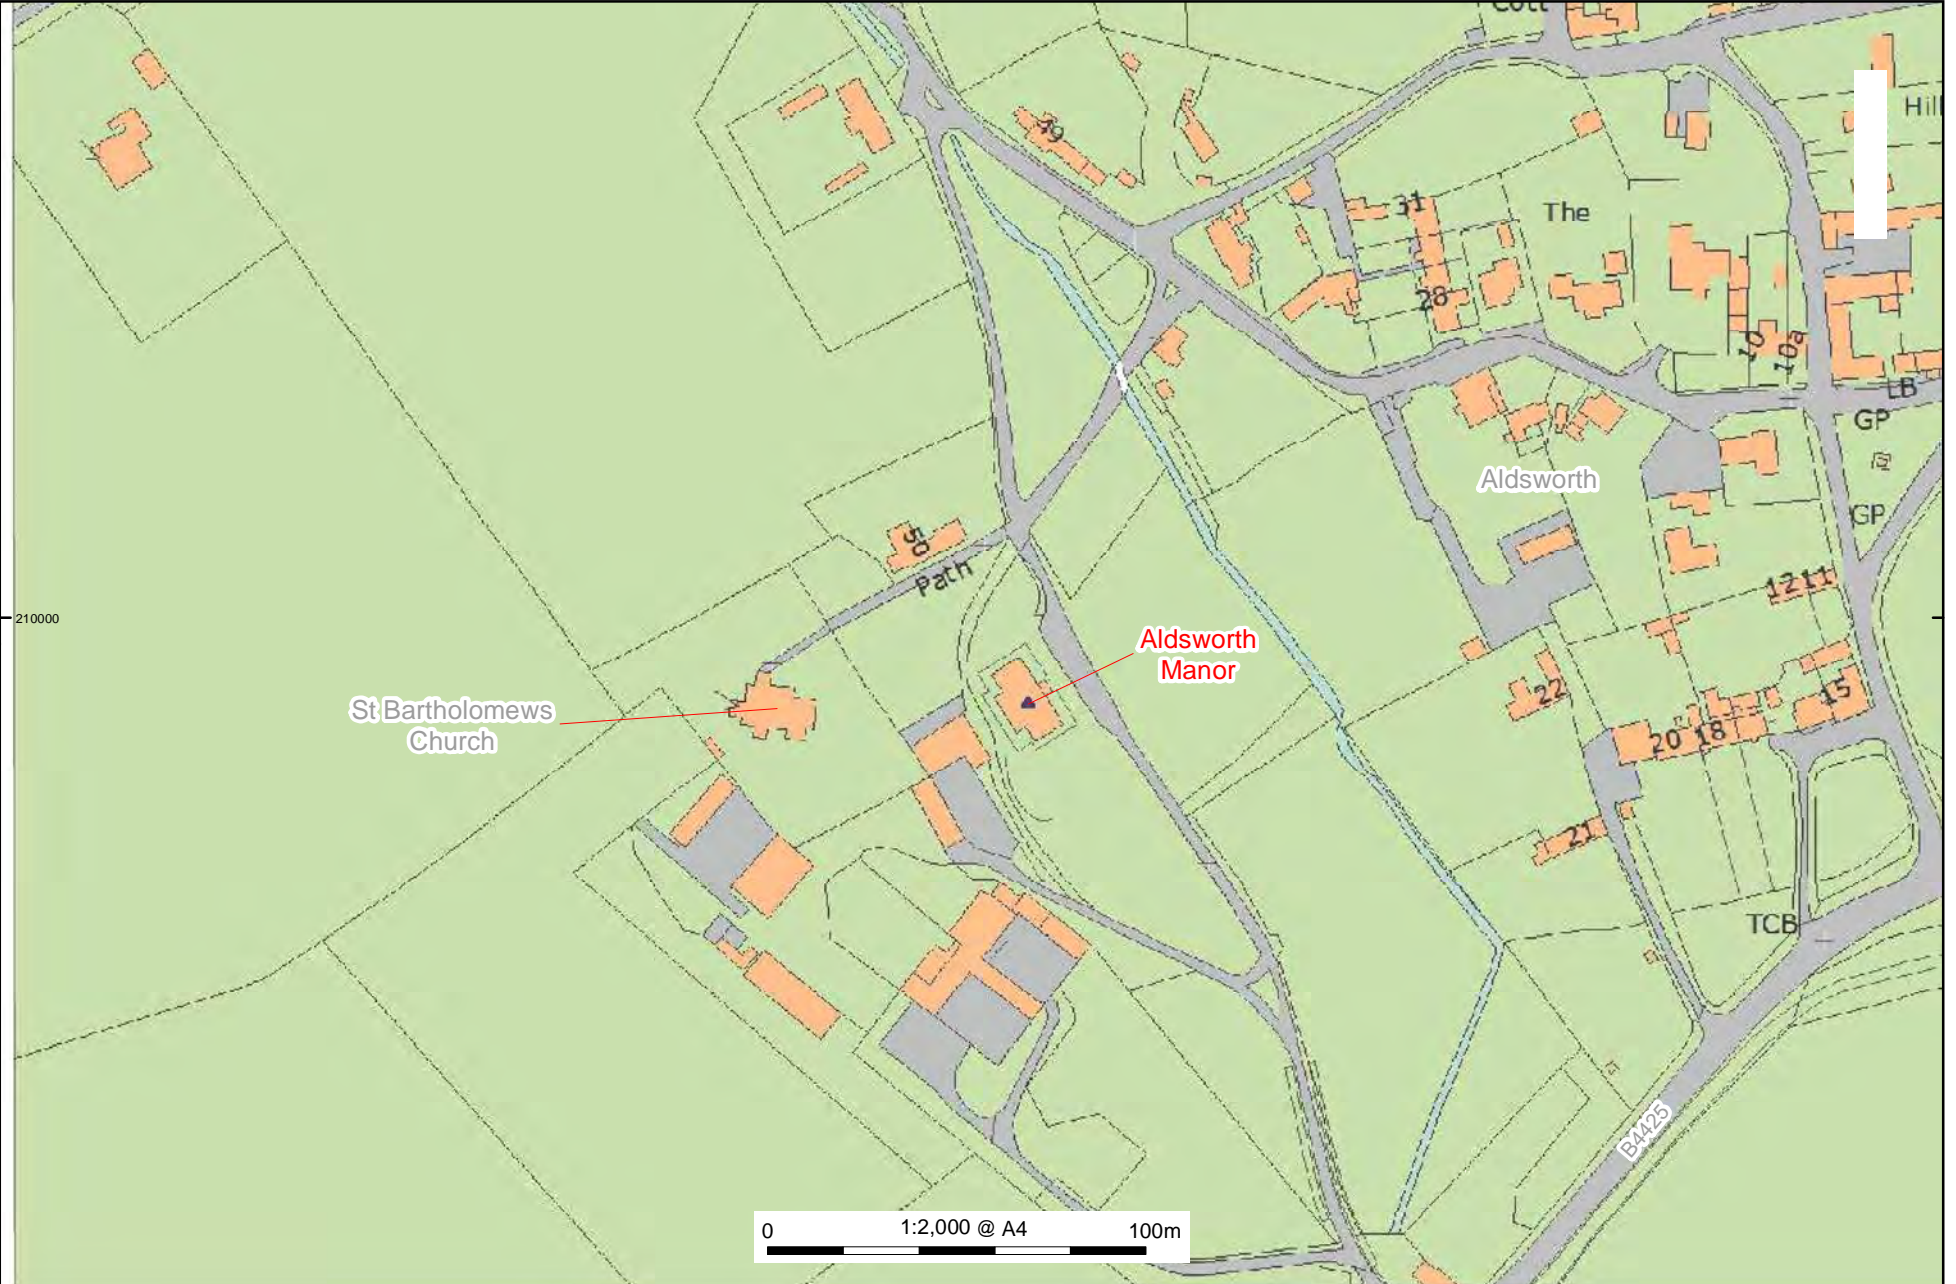 Cott
Hill
49
31
The
28
10
10a
LB
GP
Aldsworth
GP
50
Path
12 11
210000
Aldsworth
Manor
22
15
St Bartholomews
Church
20 18
21
TCB
B4425
0 1:2,000 @ A4 100m